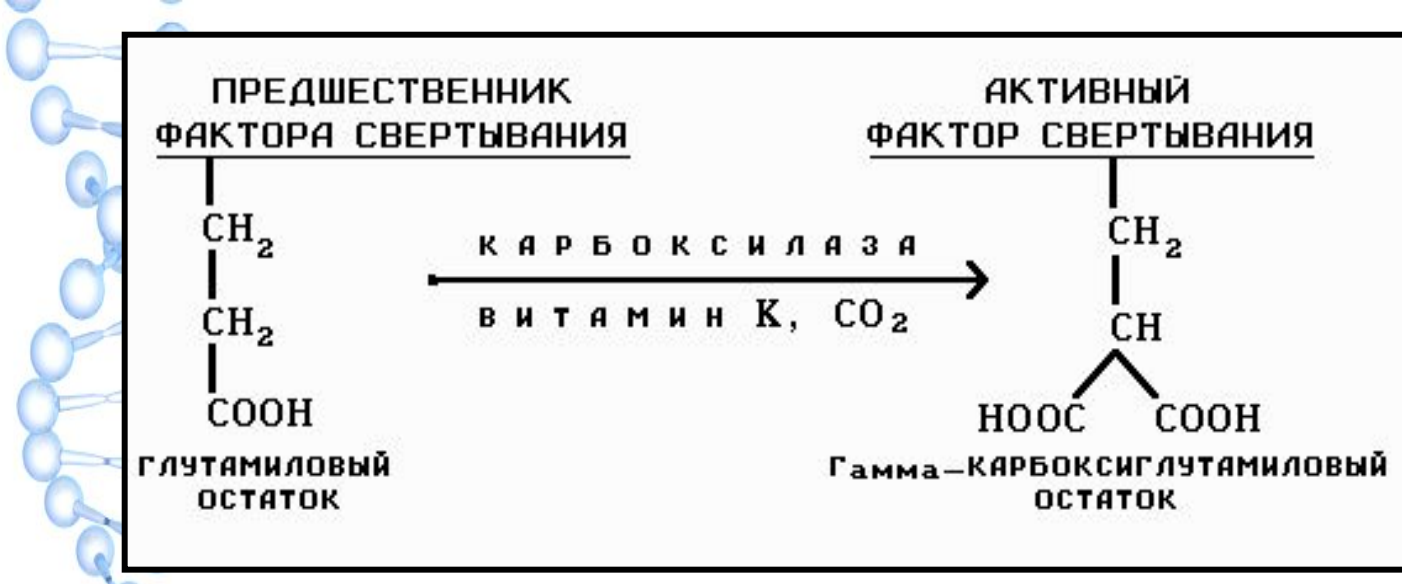 ПРЕДШЕСТВЕННИК
ФАКТОРА СВЕРТЫВАНИЯ
CH₂
CH₂
COOH
ГЛУТАМИЛОВЫЙ
ОСТАТОК
КАРБОКСИЛАЗА
ВИТАМИН K, CO₂
АКТИВНЫЙ
ФАКТОР СВЕРТЫВАНИЯ
CH₂
CH
HOOC COOH
Гамма–КАРБОКСИГЛУТАМИЛОВЫЙ
ОСТАТОК